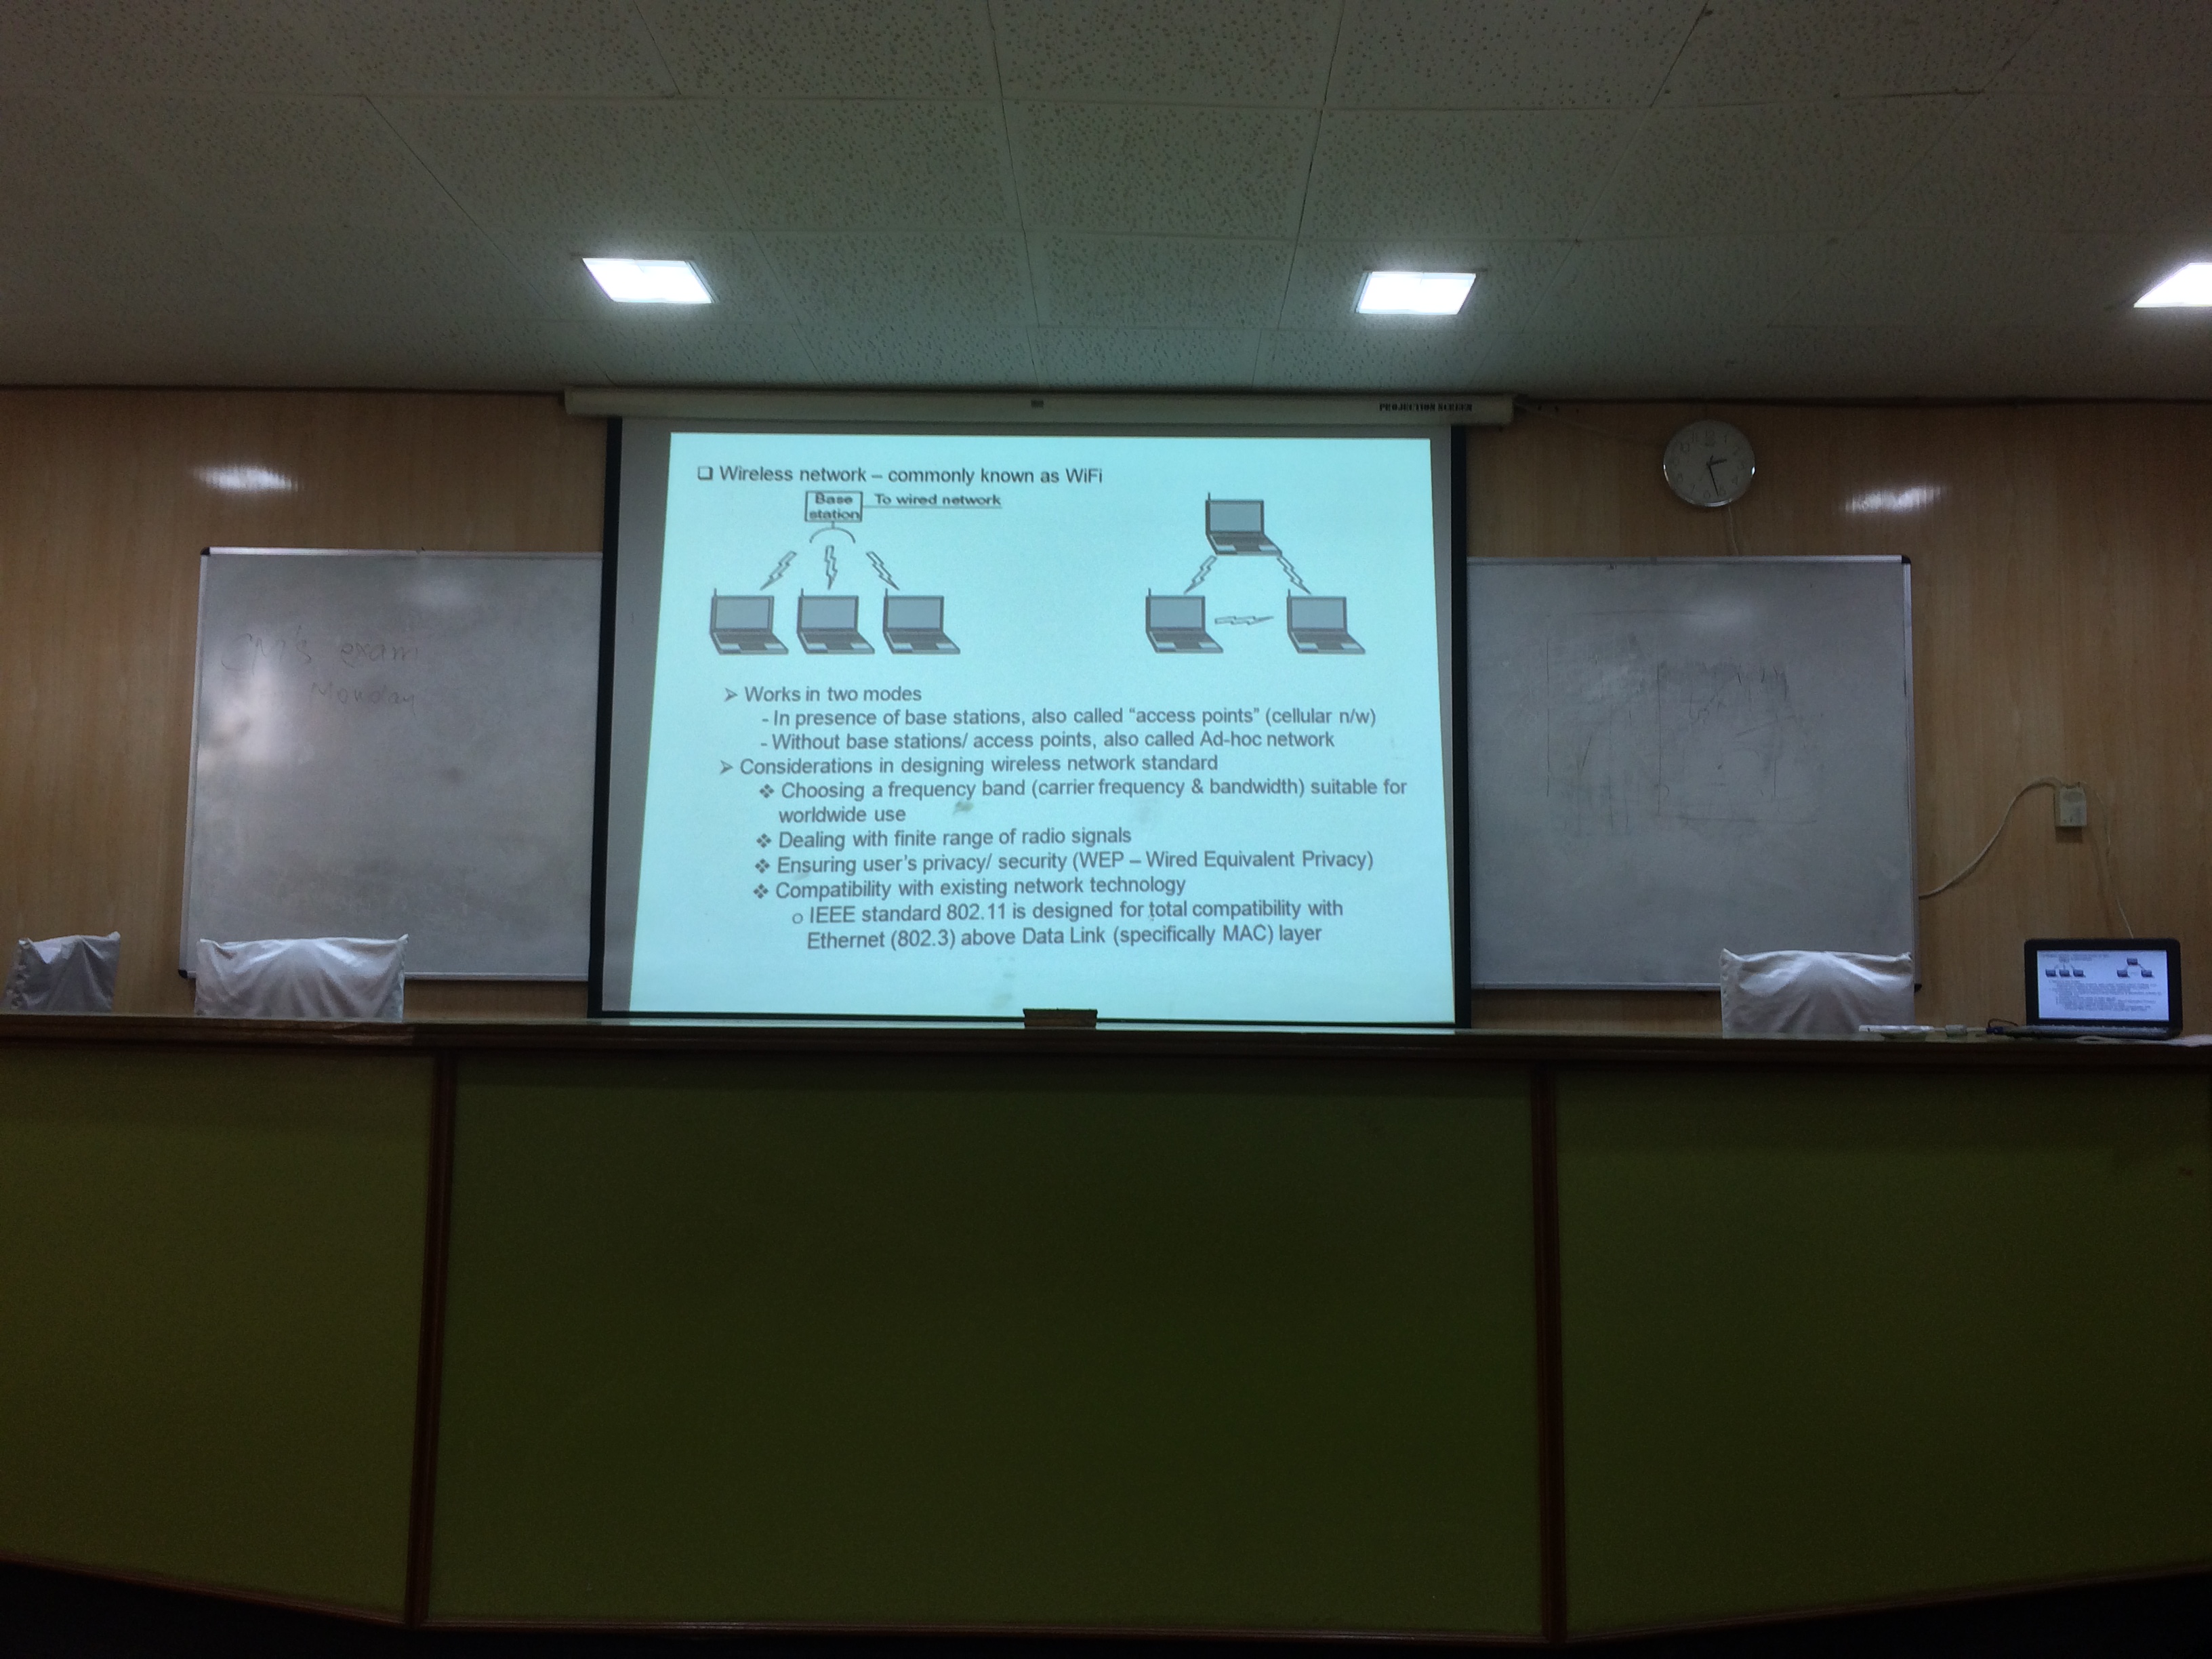 PROJECTION SCREEN
❑ Wireless network – commonly known as WiFi
Base
station
To wired network
➢ Works in two modes
- In presence of base stations, also called “access points” (cellular n/w)
- Without base stations/ access points, also called Ad-hoc network
➢ Considerations in designing wireless network standard
❖ Choosing a frequency band (carrier frequency & bandwidth) suitable for
worldwide use
❖ Dealing with finite range of radio signals
❖ Ensuring user's privacy/ security (WEP – Wired Equivalent Privacy)
❖ Compatibility with existing network technology
o IEEE standard 802.11 is designed for total compatibility with
Ethernet (802.3) above Data Link (specifically MAC) layer
exam
Monday